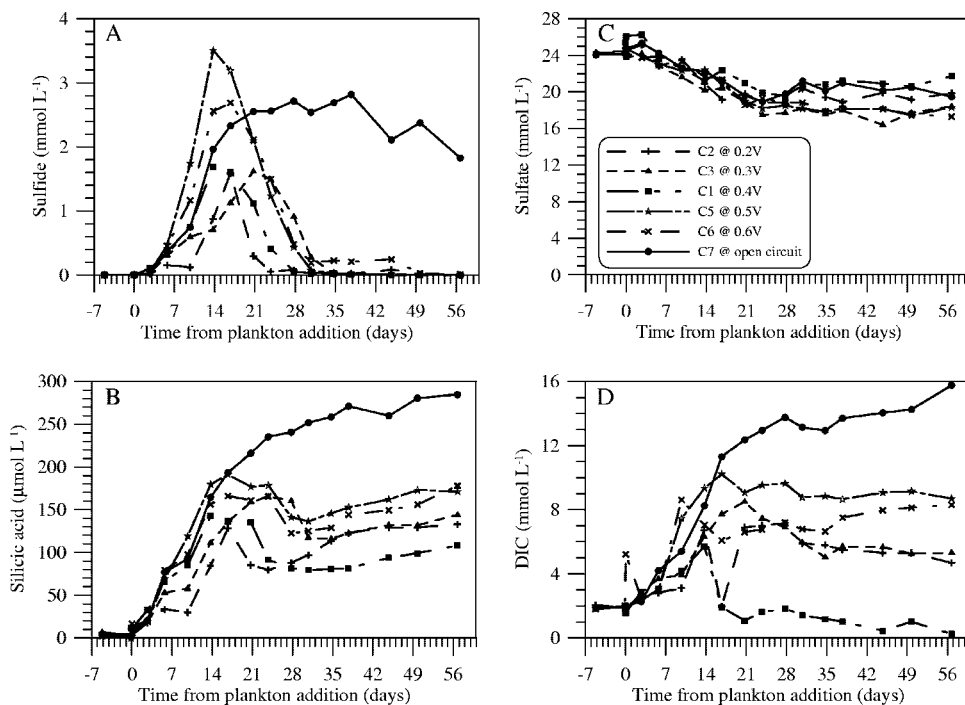 A
Sulfide (mmol L⁻¹)
4
3
2
1
0
-7 0 7 14 21 28 35 42 49 56
Time from plankton addition (days)
C
Sulfate (mmol L⁻¹)
28
24
20
16
12
8
4
0
C2 @ 0.2V
C3 @ 0.3V
C1 @ 0.4V
C5 @ 0.5V
C6 @ 0.6V
C7 @ open circuit
-7 0 7 14 21 28 35 42 49 56
Time from plankton addition (days)
B
Silicic acid (μmol L⁻¹)
300
250
200
150
100
50
0
-7 0 7 14 21 28 35 42 49 56
Time from plankton addition (days)
D
DIC (mmol L⁻¹)
16
12
8
4
0
-7 0 7 14 21 28 35 42 49 56
Time from plankton addition (days)